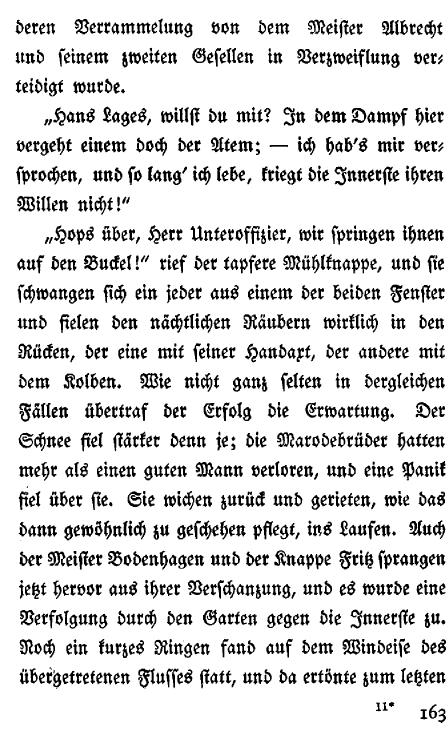 deren Verrammelung von dem Meister Albrecht
und seinem zweiten Gesellen in Verzweiflung ver-
teidigt wurde.
„Hans Lages, willst du mit? In dem Dampf hier
vergeht einem doch der Atem; — ich hab's mir ver-
sprochen, und so lang' ich lebe, kriegt die Innerste ihren
Willen nicht!"
„Hops über, Herr Unteroffizier, wir springen ihnen
auf den Buckel!" rief der tapfere Mühlknappe, und sie
schwangen sich ein jeder aus einem der beiden Fenster
und fielen den nächtlichen Räubern wirklich in den
Rücken, der eine mit seiner Handaxt, der andere mit
dem Kolben. Wie nicht ganz selten in dergleichen
Fällen übertraf der Erfolg die Erwartung. Der
Schnee fiel stärker denn je; die Marodebrüder hatten
mehr als einen guten Mann verloren, und eine Panik
fiel über sie. Sie wichen zurück und gerieten, wie das
dann gewöhnlich zu geschehen pflegt, ins Laufen. Auch
der Meister Bodenhagen und der Knappe Fritz sprangen
jetzt hervor aus ihrer Verschanzung, und es wurde eine
Verfolgung durch den Garten gegen die Innerste zu.
Noch ein kurzes Ringen fand auf dem Windeise des
übergetretenen Flusses statt, und da ertönte zum letzten
11*
163